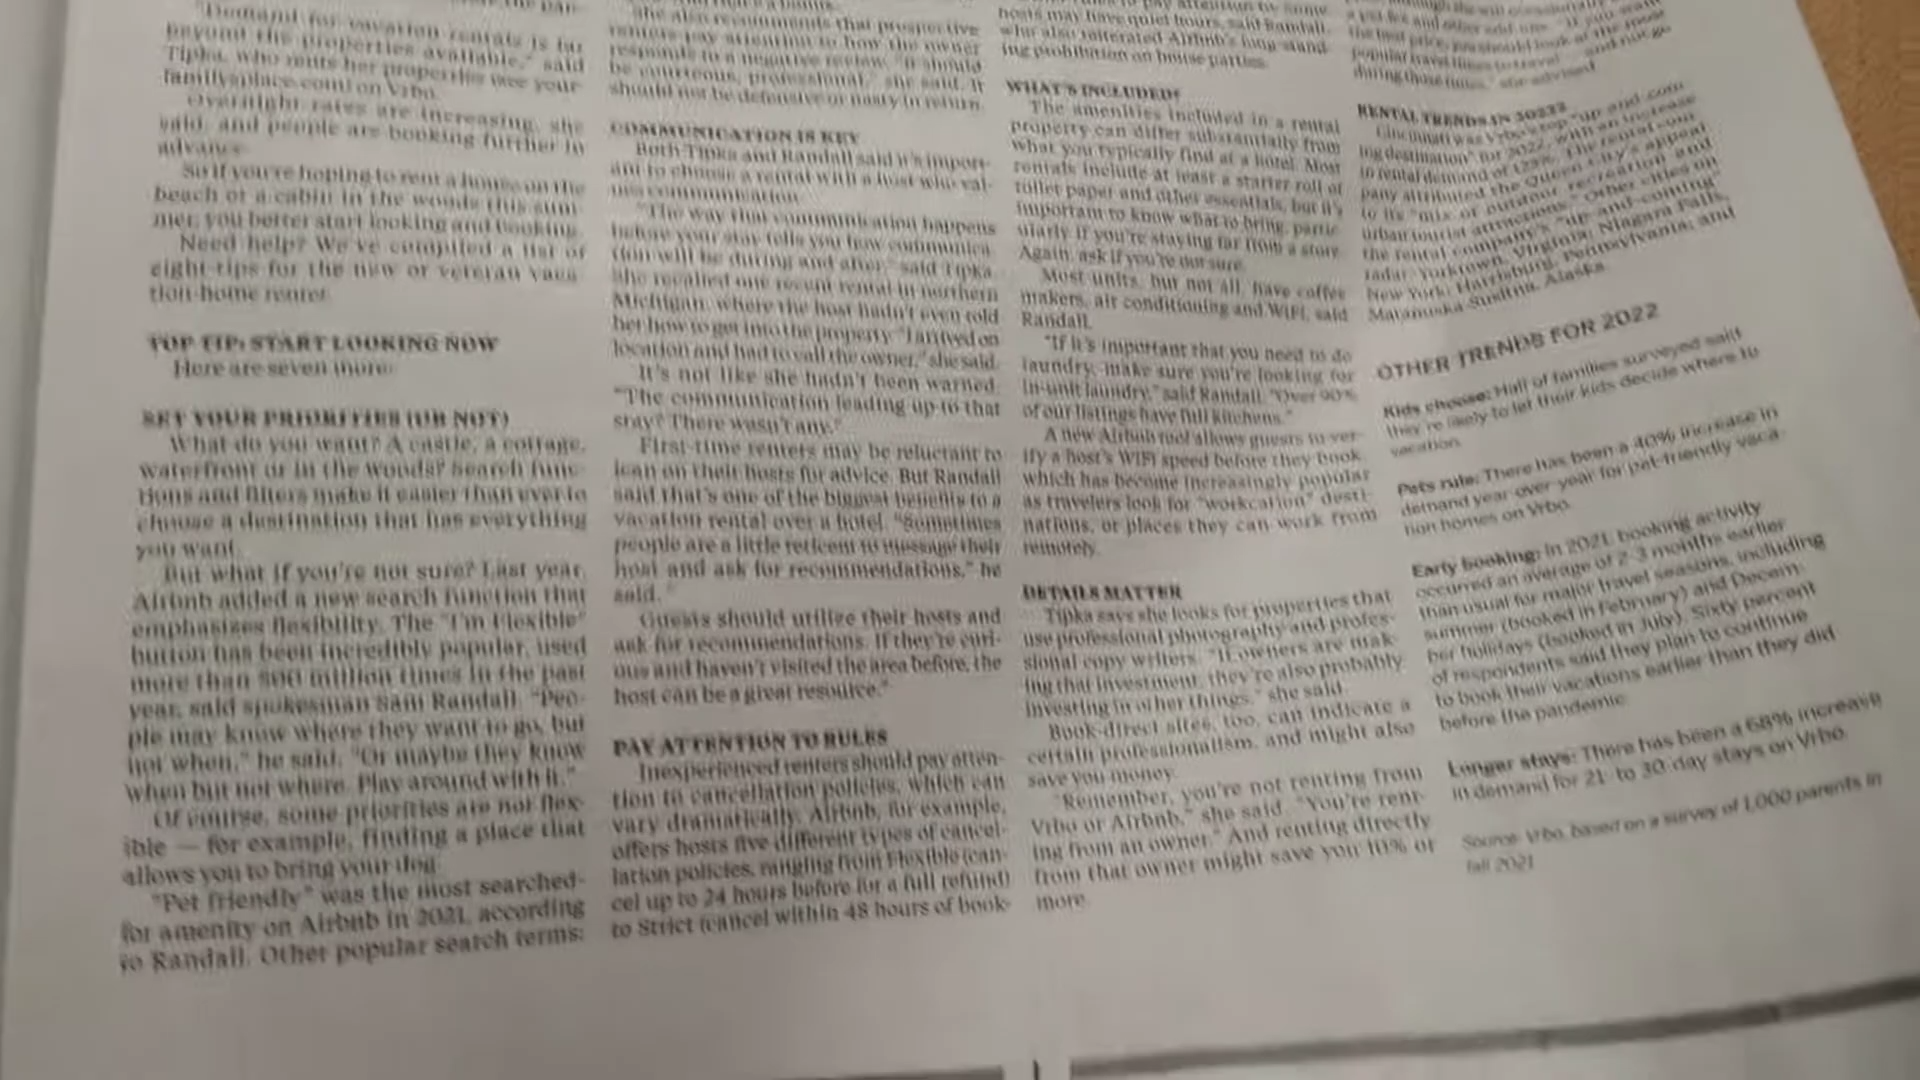 "Demand for vacation rentals is far
beyond the properties available," said
Tipka, who rents her properties (see your
familysplace.com) on Vrbo.
Overnight rates are increasing, she
said, and people are booking further in
advance.
So if you're hoping to rent a house on the
beach or a cabin in the woods this sum-
mer, you better start looking and booking.
Need help? We've compiled a list of
eight tips for the new or veteran vaca-
tion-home renter.
TOP TIP: START LOOKING NOW
Here are seven more:
SET YOUR PRIORITIES (OR NOT)
What do you want? A castle, a cottage,
waterfront or in the woods? Search func-
tions and filters make it easier than ever to
choose a destination that has everything
you want.
But what if you're not sure? Last year,
Airbnb added a new search function that
emphasizes flexibility. The "I'm Flexible"
button has been incredibly popular, used
more than 500 million times in the past
year, said spokesman Sam Randall. "Peo-
ple may know where they want to go, but
not when," he said. "Or maybe they know
when but not where. Play around with it."
Of course, some priorities are not flex-
ible — for example, finding a place that
allows you to bring your dog.
"Pet friendly" was the most searched-
for amenity on Airbnb in 2021, according
to Randall. Other popular search terms:
She also recommends that prospective
renters pay attention to how the owner
responds to a negative review. "It should
be courteous, professional," she said. It
should not be defensive or nasty in return.
COMMUNICATION IS KEY
Both Tipka and Randall said it's import-
ant to choose a rental with a host who val-
ues communication.
"The way that communication happens
before your stay tells you how communica-
tion will be during and after," said Tipka.
She recalled one recent rental in northern
Michigan, where the host hadn't even told
her how to get into the property. "I arrived on
location and had to call the owner," she said.
It's not like she hadn't been warned.
"The communication leading up to that
stay? There wasn't any."
First-time renters may be reluctant to
lean on their hosts for advice. But Randall
said that's one of the biggest benefits to a
vacation rental over a hotel. "Sometimes
people are a little reticent to message their
host and ask for recommendations," he
said. "
Guests should utilize their hosts and
ask for recommendations. If they're curi-
ous and haven't visited the area before, the
host can be a great resource."
PAY ATTENTION TO RULES
Inexperienced renters should pay atten-
tion to cancellation policies, which can
vary dramatically. Airbnb, for example,
offers hosts five different types of cancel-
lation policies, ranging from Flexible (can-
cel up to 24 hours before for a full refund)
to Strict (cancel within 48 hours of book-
hosts may have quiet hours, said Randall,
who also reiterated Airbnb's long-stand-
ing prohibition on house parties.
WHAT'S INCLUDED?
The amenities included in a rental
property can differ substantially from
what you typically find at a hotel. Most
rentals include at least a starter roll of
toilet paper and other essentials, but it's
important to know what to bring, partic-
ularly if you're staying far from a store.
Again, ask if you're not sure.
Most units, but not all, have coffee
makers, air conditioning and WiFi, said
Randall.
"If it's important that you need to do
laundry, make sure you're looking for
in-unit laundry," said Randall. "Over 90%
of our listings have full kitchens."
A new Airbnb tool allows guests to ver-
ify a host's WiFi speed before they book,
which has become increasingly popular
as travelers look for "workcation" desti-
nations, or places they can work from
remotely.
DETAILS MATTER
Tipka says she looks for properties that
use professional photography and profes-
sional copy writers. "If owners are mak-
ing that investment, they're also probably
investing in other things," she said.
Book-direct sites, too, can indicate a
certain professionalism, and might also
save you money.
"Remember, you're not renting from
Vrbo or Airbnb," she said. "You're rent-
ing from an owner." And renting directly
from that owner might save you 10% or
more.
popular travel times to travel and not go
during those times," she advised.
RENTAL TRENDS IN 2022?
Cincinnati was Vrbo's top "up-and-com-
ing destination" for 2022, with an increase
in rental demand of 125%. The rental com-
pany attributed the Queen City's appeal
to its "mix of outdoor recreation and
urban tourist attractions." Other cities on
the rental company's "up-and-coming"
radar: Yorktown, Virginia; Niagara Falls,
New York; Harrisburg, Pennsylvania; and
Matanuska-Susitna, Alaska.
OTHER TRENDS FOR 2022
Kids choose: Half of families surveyed said
they're likely to let their kids decide where to
vacation.
Pets rule: There has been a 40% increase in
demand year-over-year for pet-friendly vaca-
tion homes on Vrbo.
Early booking: In 2021, booking activity
occurred an average of 2-3 months earlier
than usual for major travel seasons, including
summer (booked in February) and Decem-
ber holidays (booked in July). Sixty percent
of respondents said they plan to continue
to book their vacations earlier than they did
before the pandemic.
Longer stays: There has been a 68% increase
in demand for 21- to 30-day stays on Vrbo.
Source: Vrbo, based on a survey of 1,000 parents in
fall 2021